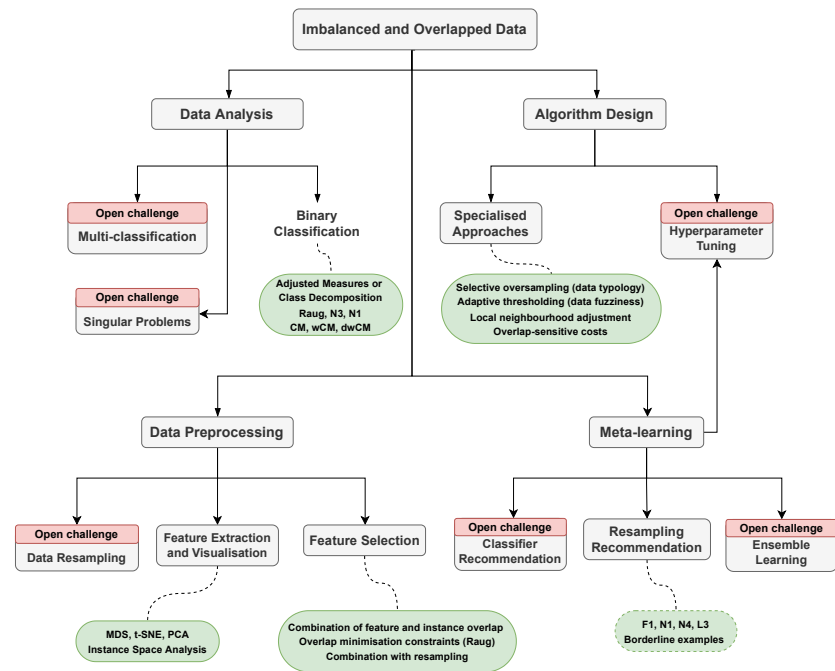 Imbalanced and Overlapped Data
Data Analysis
Algorithm Design
Open challenge
Multi-classification
Binary
Classification
Specialised
Approaches
Open challenge
Hyperparameter
Tuning
Open challenge
Singular Problems
Adjusted Measures or
Class Decomposition
Raug, N3, N1
CM, wCM, dwCM
Selective oversampling (data typology)
Adaptive thresholding (data fuzziness)
Local neighbourhood adjustment
Overlap-sensitive costs
Data Preprocessing
Meta-learning
Open challenge
Data Resampling
Feature Extraction
and Visualisation
Feature Selection
Open challenge
Classifier
Recommendation
Resampling
Recommendation
Open challenge
Ensemble
Learning
MDS, t-SNE, PCA
Instance Space Analysis
Combination of feature and instance overlap
Overlap minimisation constraints (Raug)
Combination with resampling
F1, N1, N4, L3
Borderline examples